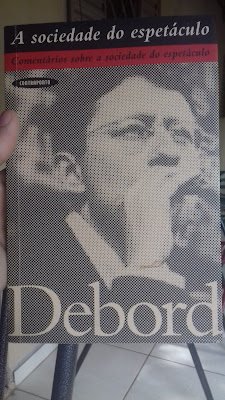 A sociedade do espetáculo
Comentários sobre a sociedade do espetáculo
CONTRAPONTO
Debord